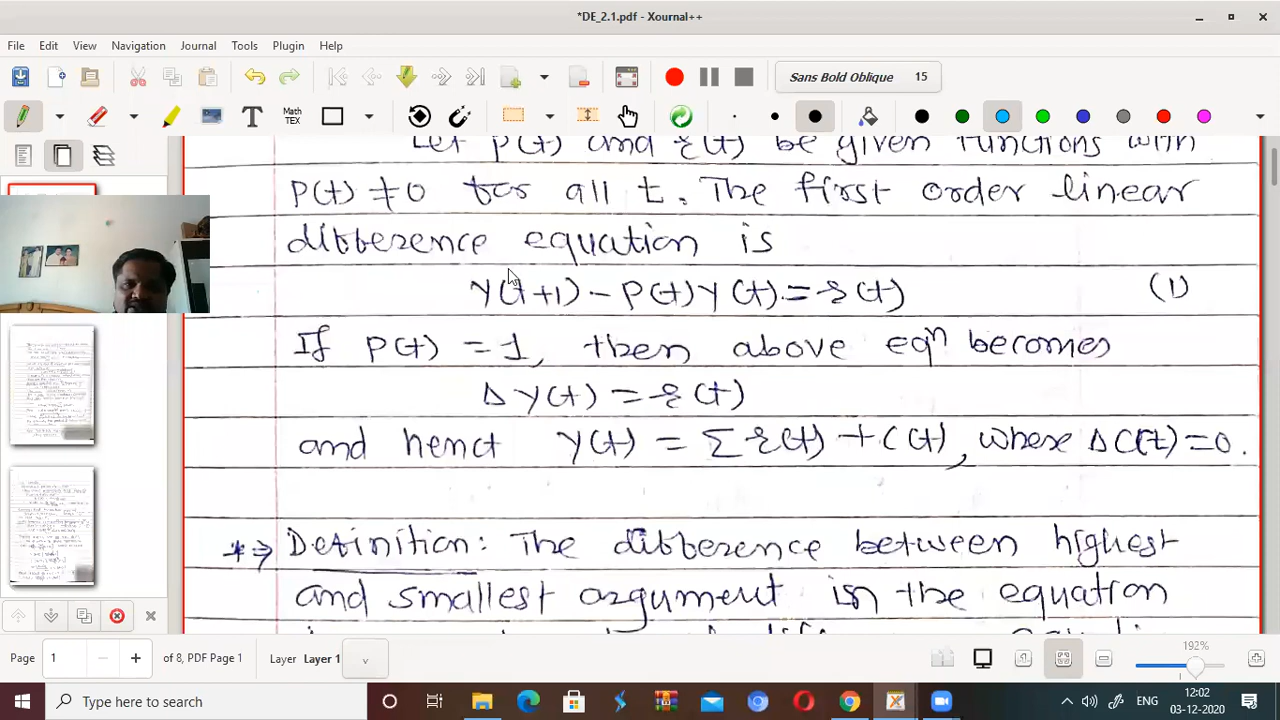 *DE_2.1.pdf - Xournal++
File Edit View Navigation Journal Tools Plugin Help
Sans Bold Oblique 15
T Math TEX
Let P(t) and r(t) be given functions with
P(t) ≠ 0 for all t. The first order linear
difference equation is
y(t+1) - P(t) y(t) = r(t) (1)
If P(t) = 1, then above eqn becomes
Δ y(t) = r(t)
and henct y(t) = Σ r(t) + C(t), where Δ C(t) = 0.
*⇒ Definition: The difference between highest
and smallest argument in the equation
Page 1 of 8, PDF Page 1 Layer Layer 1 192%
Type here to search
ENG 12:02
03-12-2020